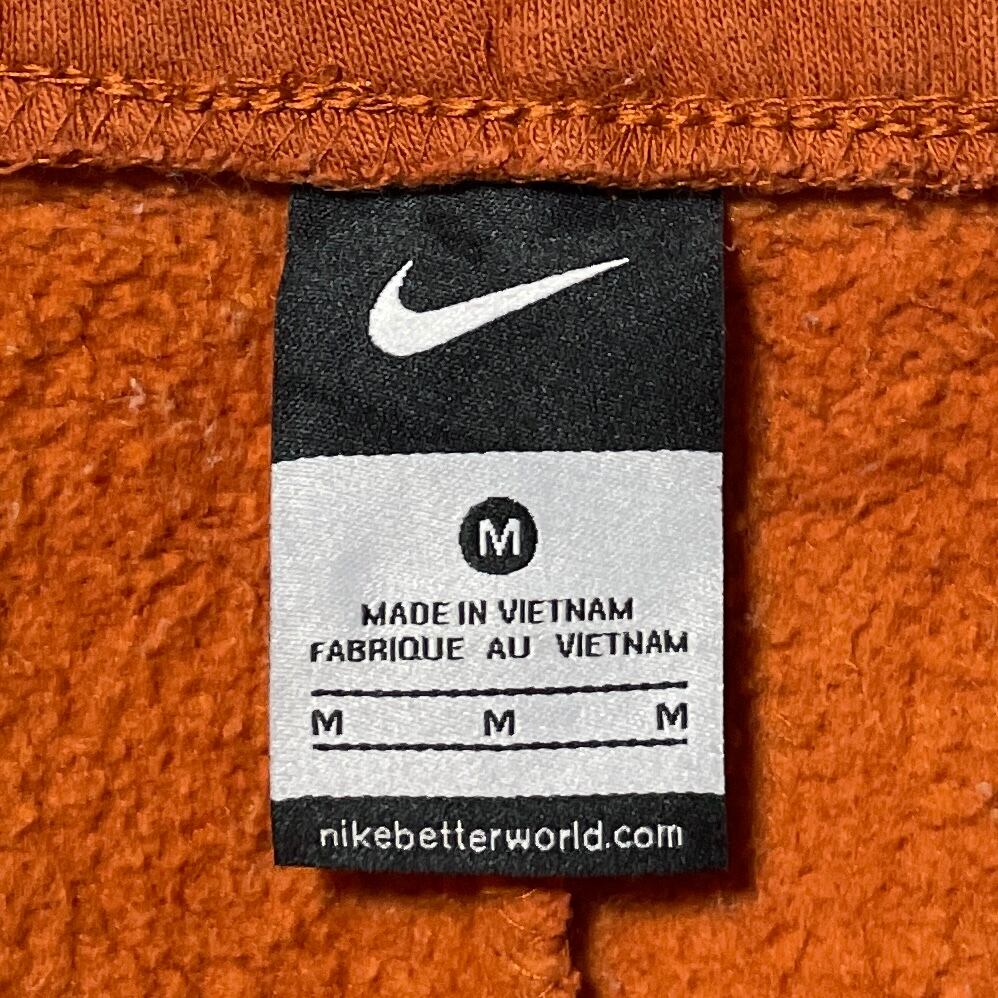 M
MADE IN VIETNAM
FABRIQUE AU VIETNAM
M M M
nikebetterworld.com